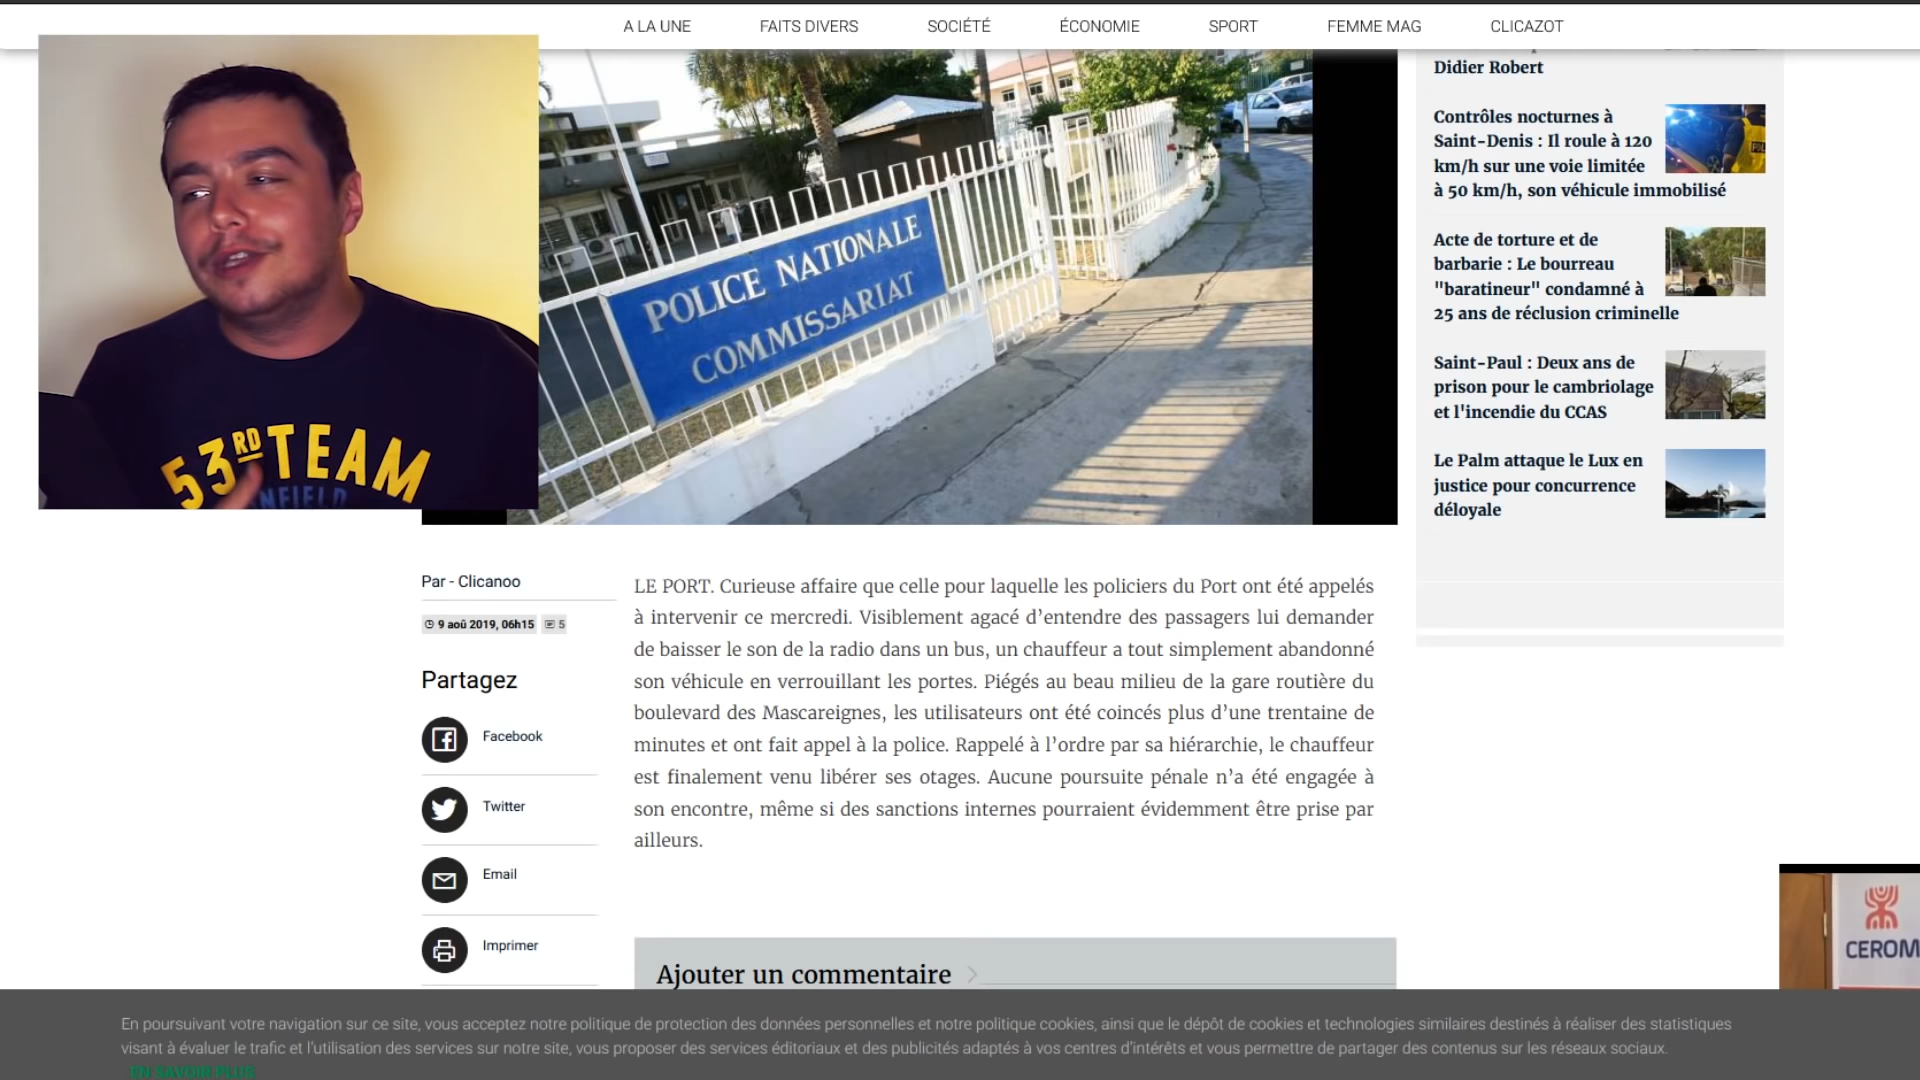 A LA UNE
FAITS DIVERS
SOCIÉTÉ
ÉCONOMIE
SPORT
FEMME MAG
CLICAZOT
53RD TEAM
POLICE NATIONALE
COMMISSARIAT
Didier Robert
Contrôles nocturnes à
Saint-Denis : Il roule à 120
km/h sur une voie limitée
à 50 km/h, son véhicule immobilisé
Acte de torture et de
barbarie : Le bourreau
"baratineur" condamné à
25 ans de réclusion criminelle
Saint-Paul : Deux ans de
prison pour le cambriolage
et l'incendie du CCAS
Le Palm attaque le Lux en
justice pour concurrence
déloyale
Par - Clicanoo
9 aoû 2019, 06h15
5
Partagez
Facebook
Twitter
Email
Imprimer
LE PORT. Curieuse affaire que celle pour laquelle les policiers du Port ont été appelés
à intervenir ce mercredi. Visiblement agacé d’entendre des passagers lui demander
de baisser le son de la radio dans un bus, un chauffeur a tout simplement abandonné
son véhicule en verrouillant les portes. Piégés au beau milieu de la gare routière du
boulevard des Mascareignes, les utilisateurs ont été coincés plus d’une trentaine de
minutes et ont fait appel à la police. Rappelé à l’ordre par sa hiérarchie, le chauffeur
est finalement venu libérer ses otages. Aucune poursuite pénale n’a été engagée à
son encontre, même si des sanctions internes pourraient évidemment être prise par
ailleurs.
Ajouter un commentaire
CEROM
En poursuivant votre navigation sur ce site, vous acceptez notre politique de protection des données personnelles et notre politique cookies, ainsi que le dépôt de cookies et technologies similaires destinés à réaliser des statistiques
visant à évaluer le trafic et l'utilisation des services sur notre site, vous proposer des services éditoriaux et des publicités adaptés à vos centres d'intérêts et vous permettre de partager des contenus sur les réseaux sociaux.
EN SAVOIR PLUS